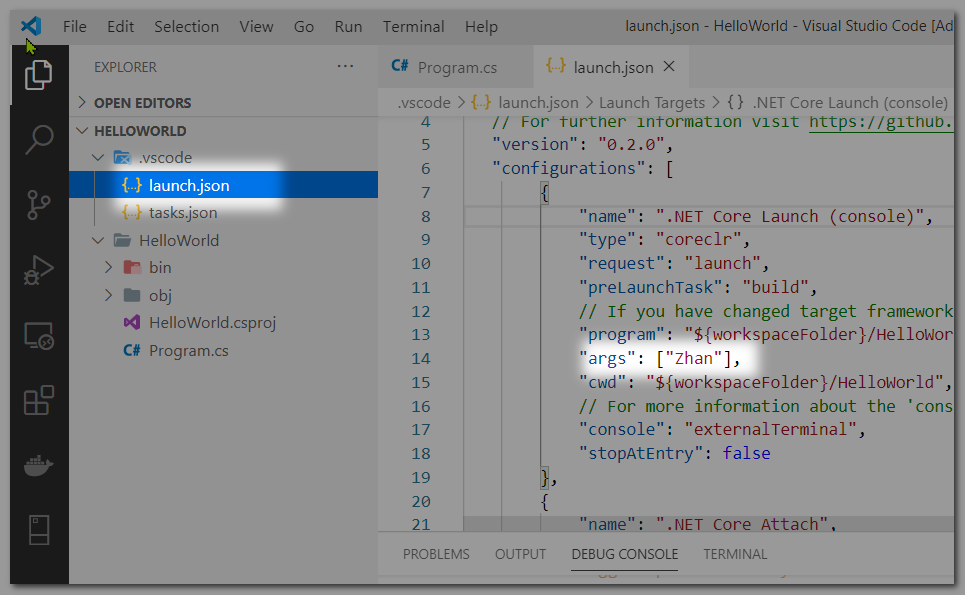 File Edit Selection View Go Run Terminal Help launch.json - HelloWorld - Visual Studio Code [Ad
EXPLORER ...
OPEN EDITORS
HELLOWORLD
.vscode
{..} launch.json
{..} tasks.json
HelloWorld
bin
obj
HelloWorld.csproj
C# Program.cs
C# Program.cs {..} launch.json ×
.vscode > {..} launch.json > Launch Targets > {} .NET Core Launch (console)
4 // For further information visit https://github.
5 "version": "0.2.0",
6 "configurations": [
7 {
8 "name": ".NET Core Launch (console)",
9 "type": "coreclr",
10 "request": "launch",
11 "preLaunchTask": "build",
12 // If you have changed target framework
13 "program": "${workspaceFolder}/HelloWor
14 "args": ["Zhan"],
15 "cwd": "${workspaceFolder}/HelloWorld",
16 // For more information about the 'cons
17 "console": "externalTerminal",
18 "stopAtEntry": false
19 },
20 {
21 "name": ".NET Core Attach",
PROBLEMS OUTPUT DEBUG CONSOLE TERMINAL